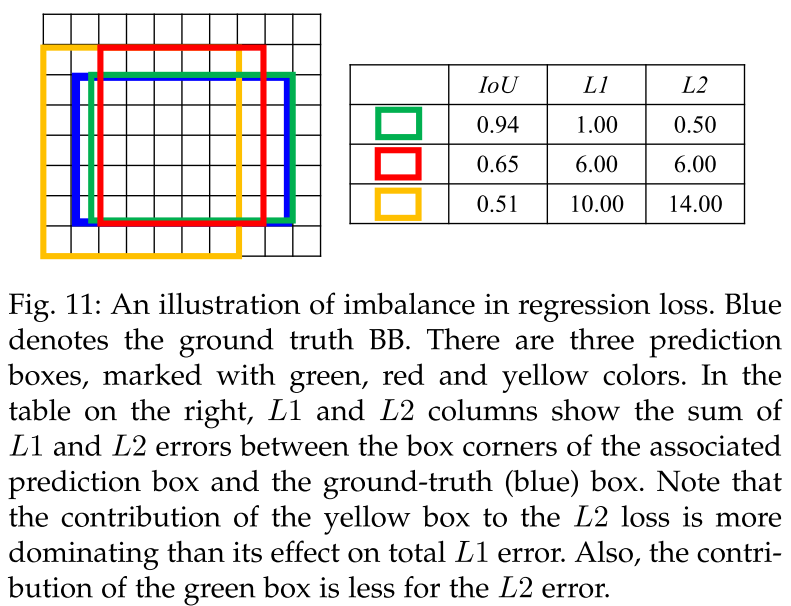 IoU L1 L2
0.94 1.00 0.50
0.65 6.00 6.00
0.51 10.00 14.00
Fig. 11: An illustration of imbalance in regression loss. Blue
denotes the ground truth BB. There are three prediction
boxes, marked with green, red and yellow colors. In the
table on the right, L1 and L2 columns show the sum of
L1 and L2 errors between the box corners of the associated
prediction box and the ground-truth (blue) box. Note that
the contribution of the yellow box to the L2 loss is more
dominating than its effect on total L1 error. Also, the contri-
bution of the green box is less for the L2 error.